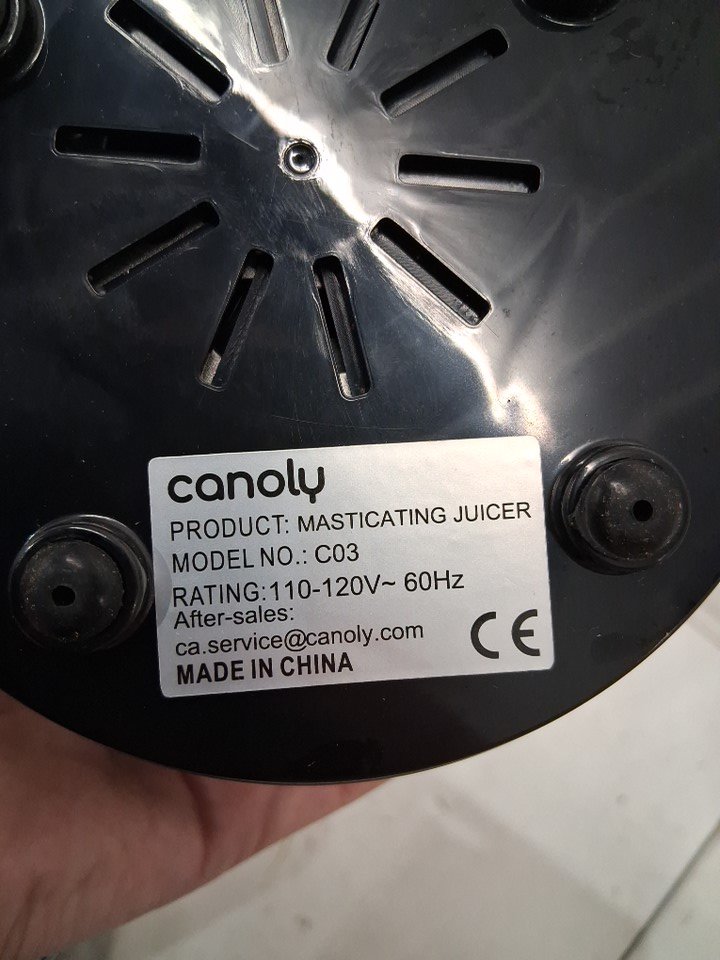 canoly
PRODUCT: MASTICATING JUICER
MODEL NO.: C03
RATING:110-120V~ 60Hz
After-sales:
ca.service@canoly.com
MADE IN CHINA
CE